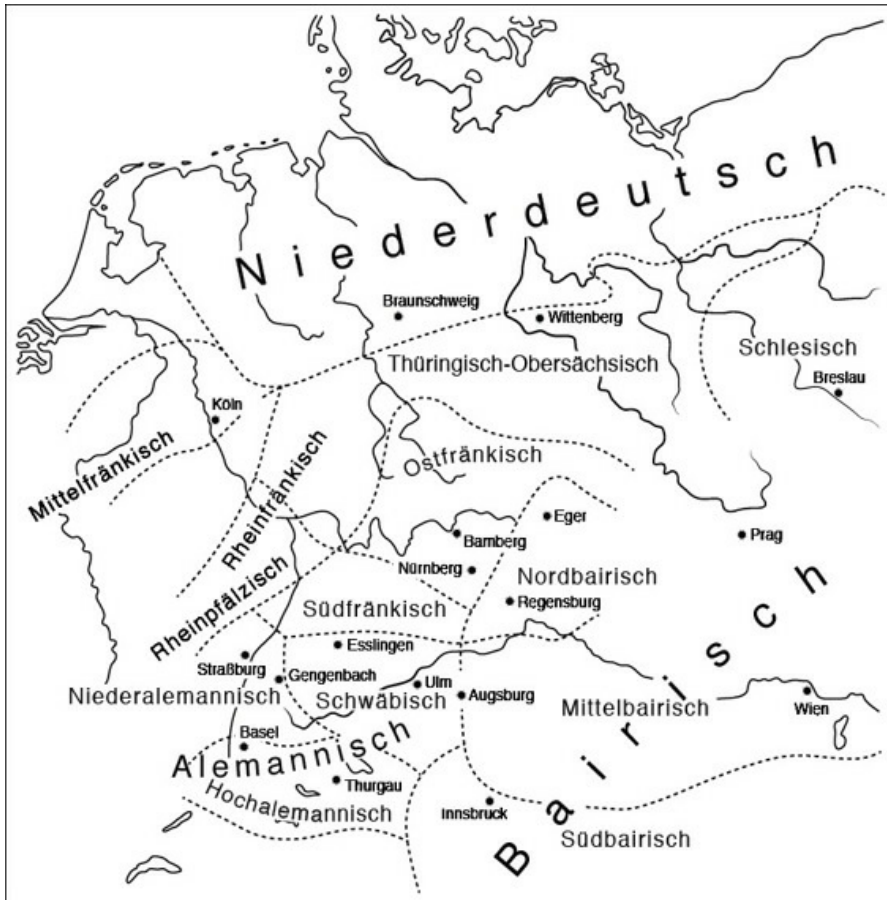 Niederdeutsch
Braunschweig
Wittenberg
Thüringisch-Obersächsisch
Schlesisch
Breslau
Köln
Mittelfränkisch
Rheinfränkisch
Ostfränkisch
Eger
Bamberg
Prag
Nürnberg
Nordbairisch
Regensburg
Rheinpfälzisch
Südfränkisch
Esslingen
Straßburg
Gengenbach
Ulm
Niederalemannisch
Schwäbisch
Augsburg
Mittelbairisch
Wien
Basel
Alemannisch
Thurgau
Hochalemannisch
Innsbruck
Bairisch
Südbairisch